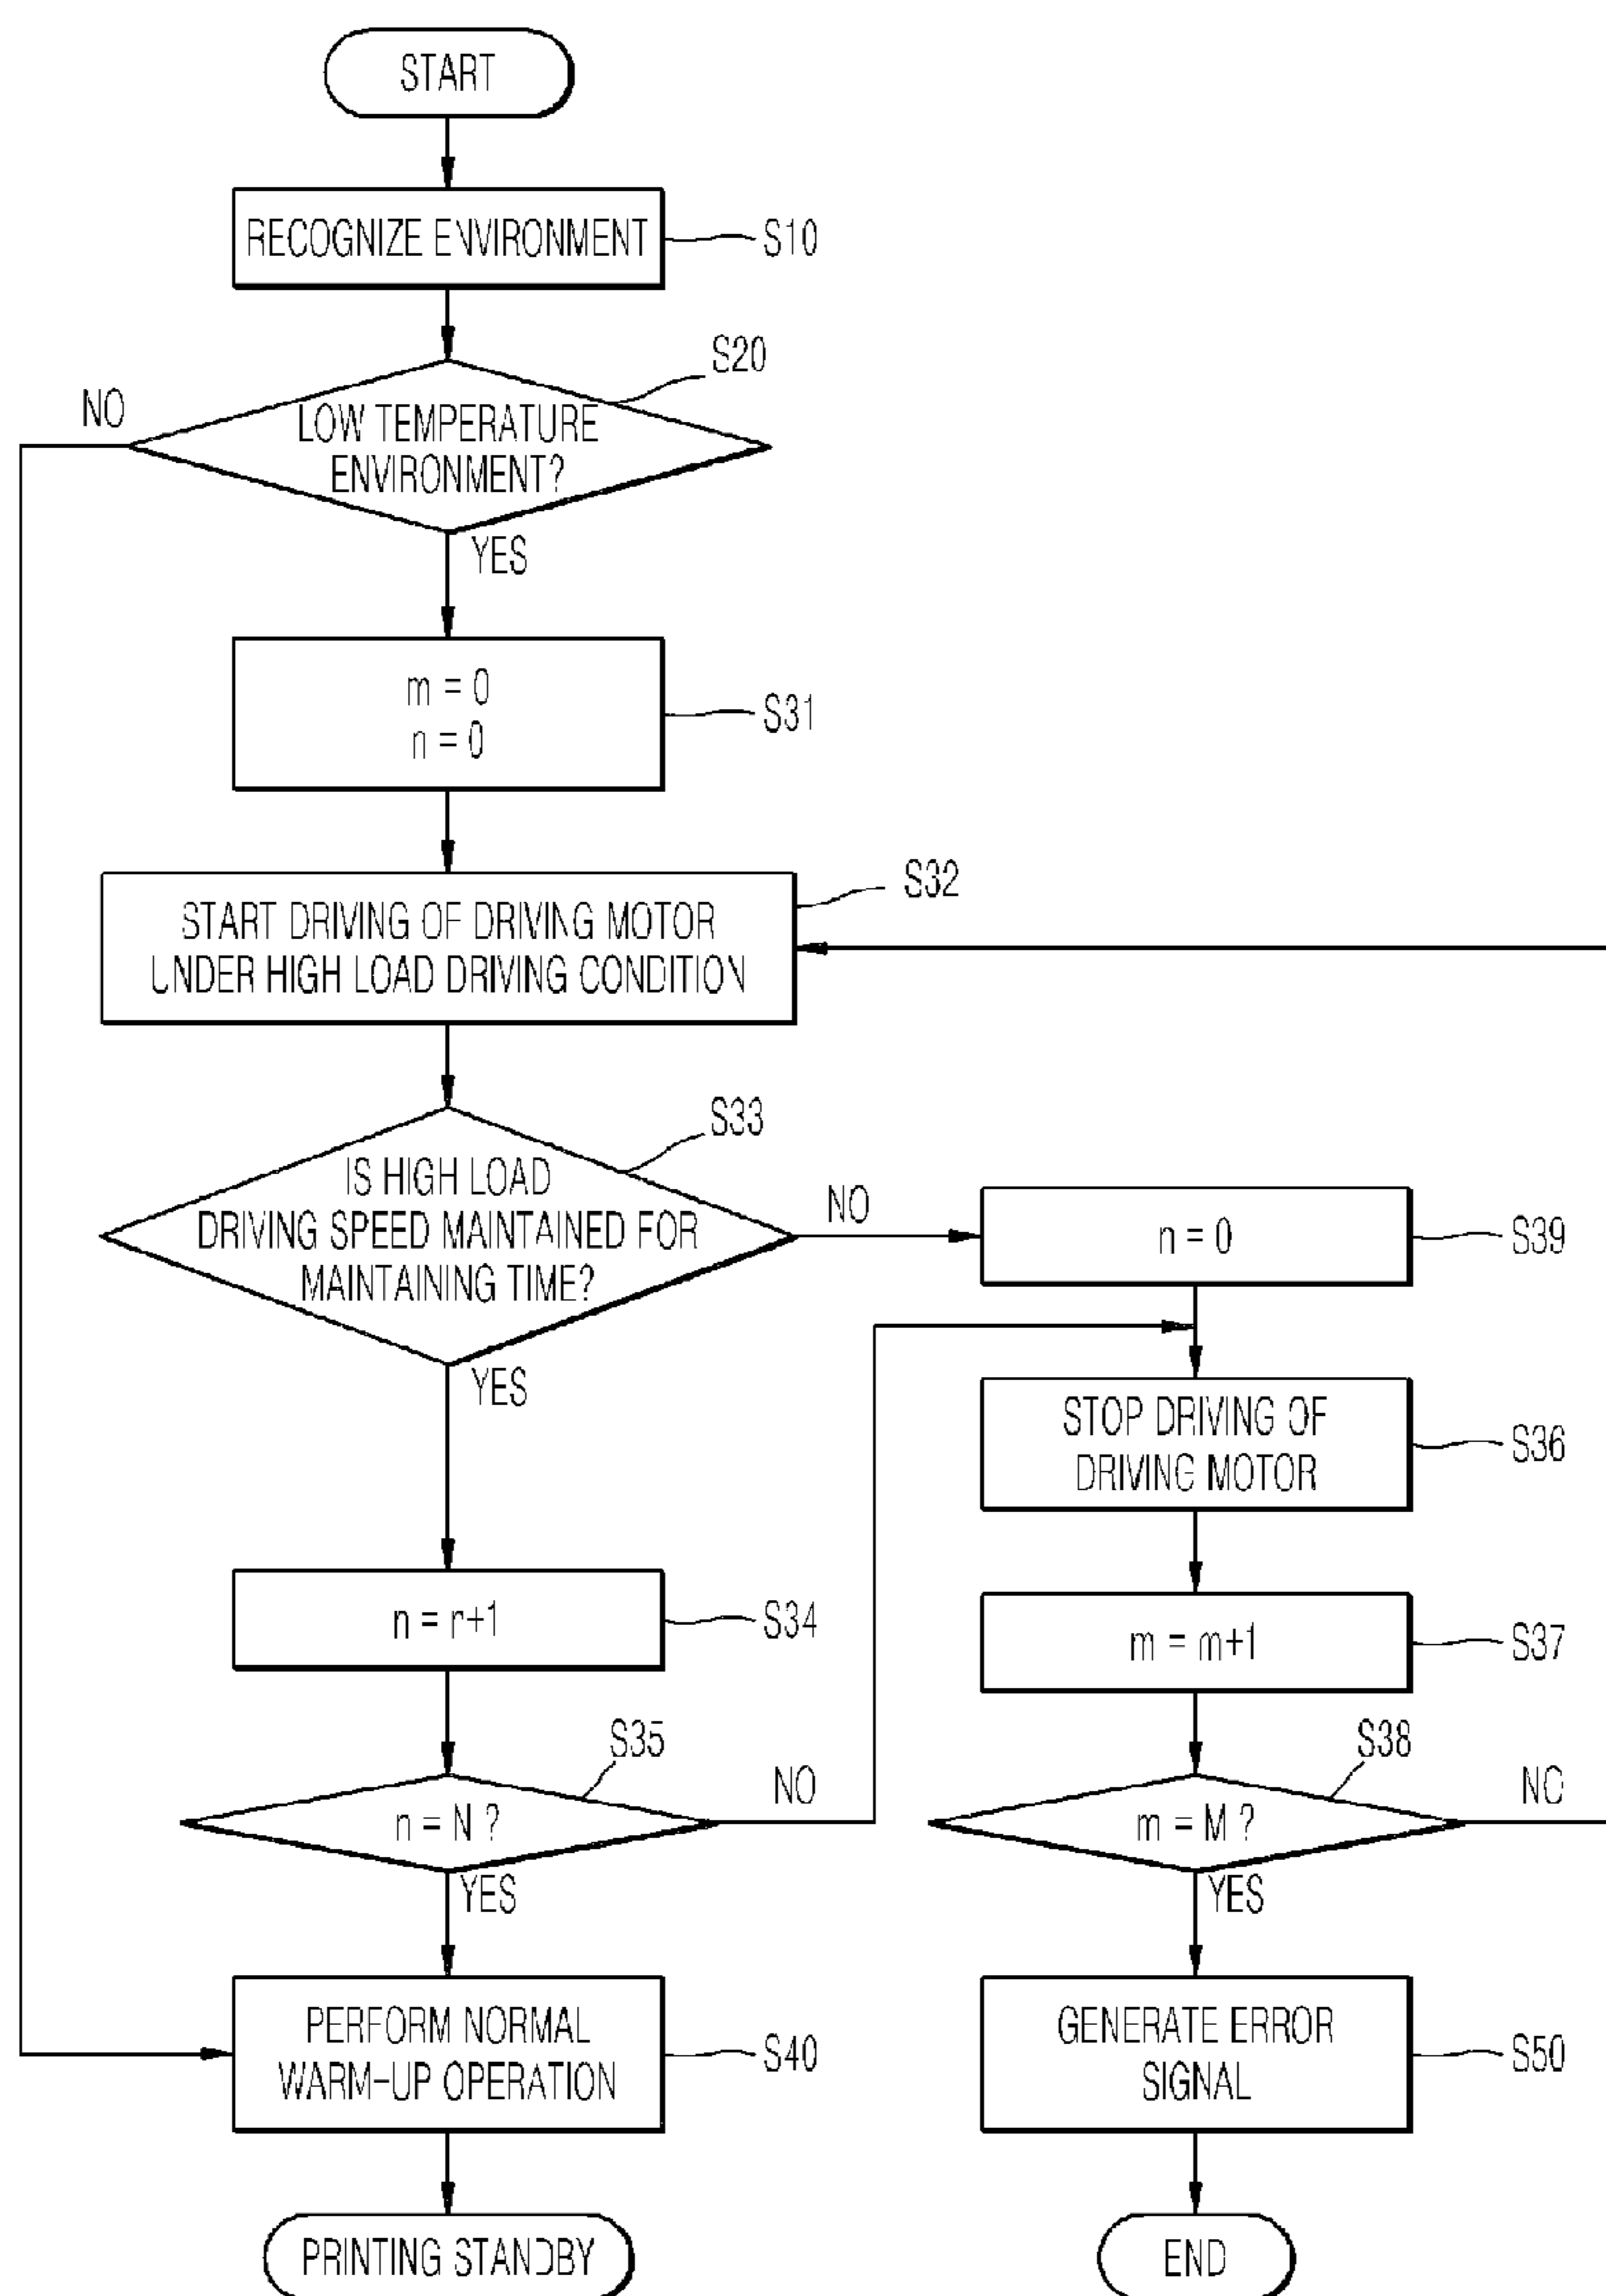 START
RECOGNIZE ENVIRONMENT
S10
S20
NO
LOW TEMPERATURE
ENVIRONMENT?
YES
m = 0
n = 0
S31
S32
START DRIVING OF DRIVING MOTOR
UNDER HIGH LOAD DRIVING CONDITION
S33
IS HIGH LOAD
DRIVING SPEED MAINTAINED FOR
MAINTAINING TIME?
NO
YES
n = 0
S39
STOP DRIVING OF
DRIVING MOTOR
S36
n = n+1
S34
m = m+1
S37
S35
n = N ?
NO
YES
S38
m = M ?
NO
YES
PERFORM NORMAL
WARM-UP OPERATION
S40
GENERATE ERROR
SIGNAL
S50
PRINTING STANDBY
END